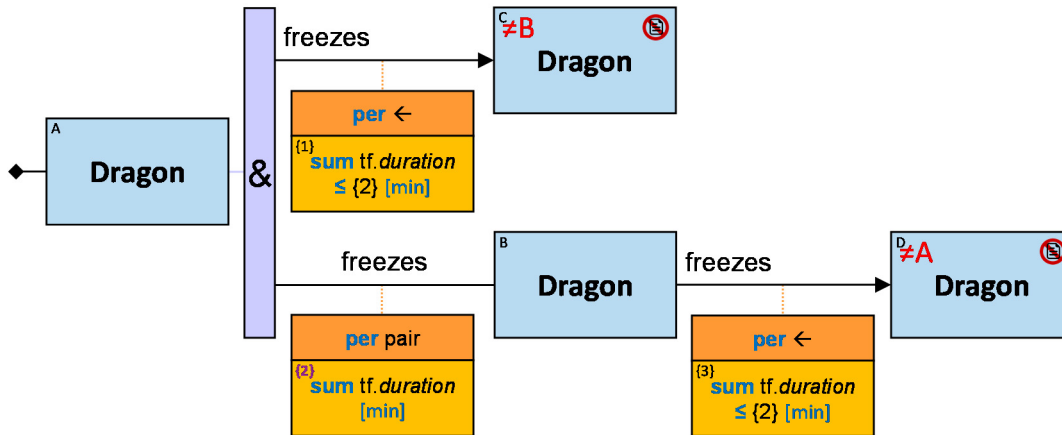 C
≠B
Dragon
freezes
per ←
{1}
sum tf.duration
≤ {2} [min]
A
Dragon
&
freezes
B
Dragon
freezes
D
≠A
Dragon
per pair
{2}
sum tf.duration
[min]
per ←
{3}
sum tf.duration
≤ {2} [min]